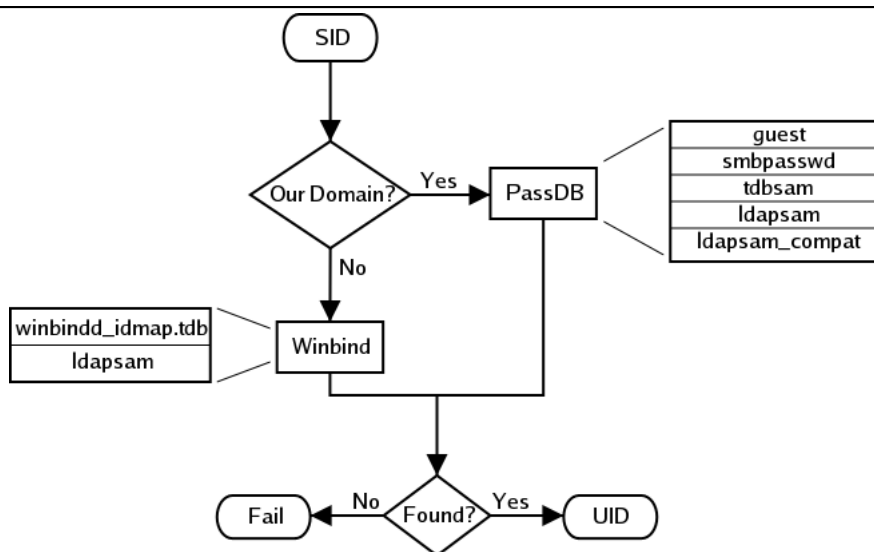 SID
Our Domain?
Yes
PassDB
guest
smbpasswd
tdbsam
ldapsam
ldapsam_compat
No
winbindd_idmap.tdb
ldapsam
Winbind
Fail
No
Found?
Yes
UID